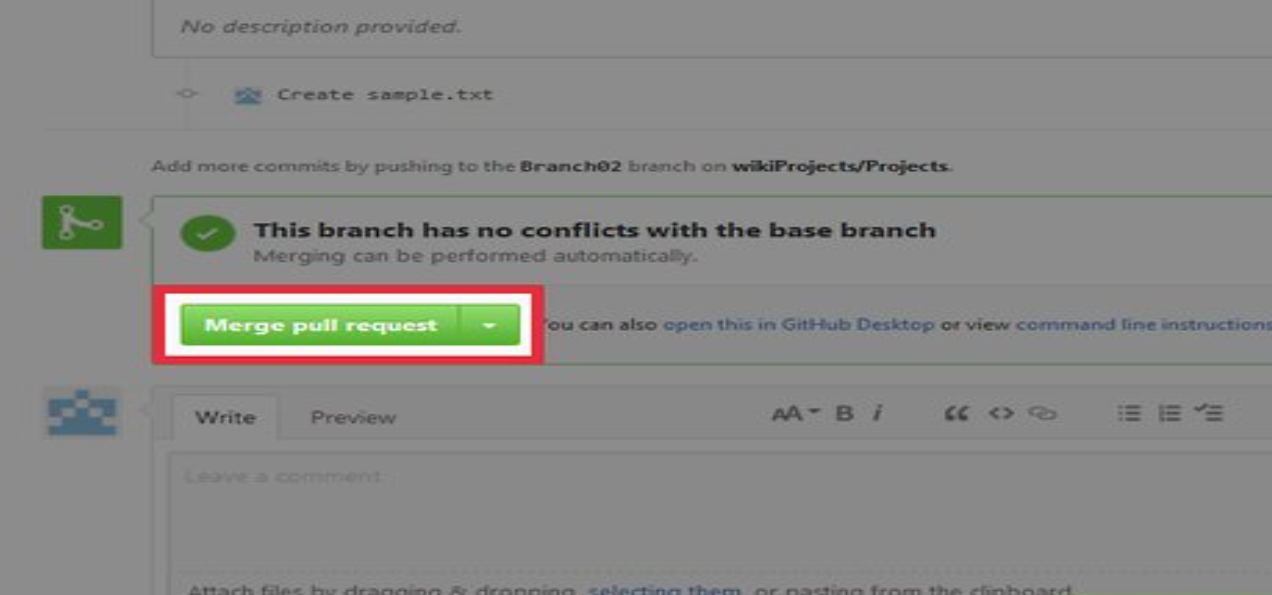 No description provided.
Create sample.txt
Add more commits by pushing to the Branch02 branch on wikiProjects/Projects.
This branch has no conflicts with the base branch
Merging can be performed automatically.
Merge pull request You can also open this in GitHub Desktop or view command line instructions
Write Preview AA B i
Leave a comment
Attach files by dragging & dropping, selecting them, or pasting from the clipboard.